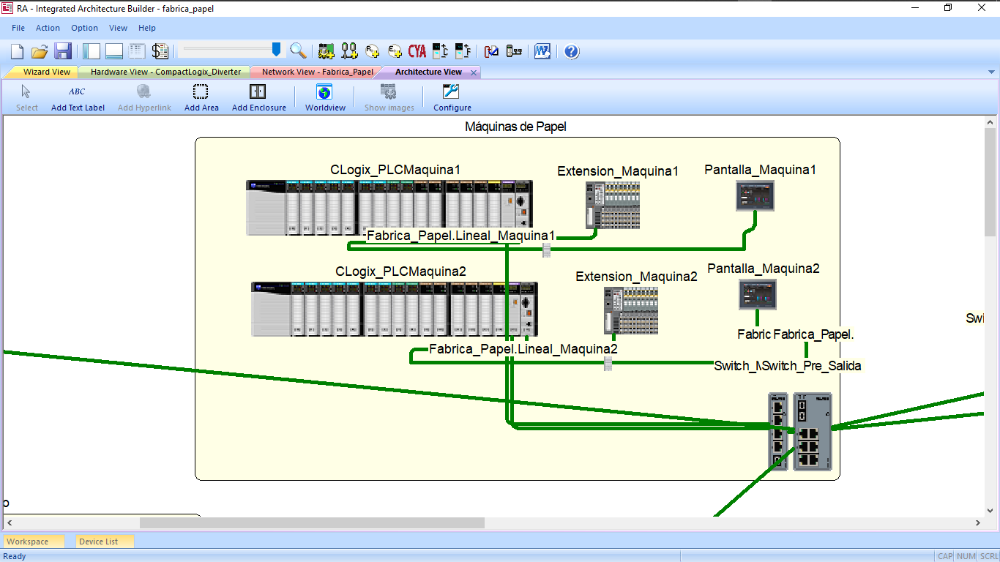 RA - Integrated Architecture Builder - fabrica_papel
File Action Option View Help
CYA
Wizard View Hardware View - CompactLogix_Diverter Network View - Fabrica_Papel Architecture View
ABC
Select Add Text Label Add Hyperlink Add Area Add Enclosure Worldview Show images Configure
Máquinas de Papel
CLogix_PLCMaquina1 Extension_Maquina1 Pantalla_Maquina1
Fabrica_Papel.Lineal_Maquina1
CLogix_PLCMaquina2 Extension_Maquina2 Pantalla_Maquina2
Swi
Fabric Fabrica_Papel.
Fabrica_Papel.Lineal_Maquina2
Switch_Pre_Salida
o
Workspace Device List
Ready CAP NUM SCRL